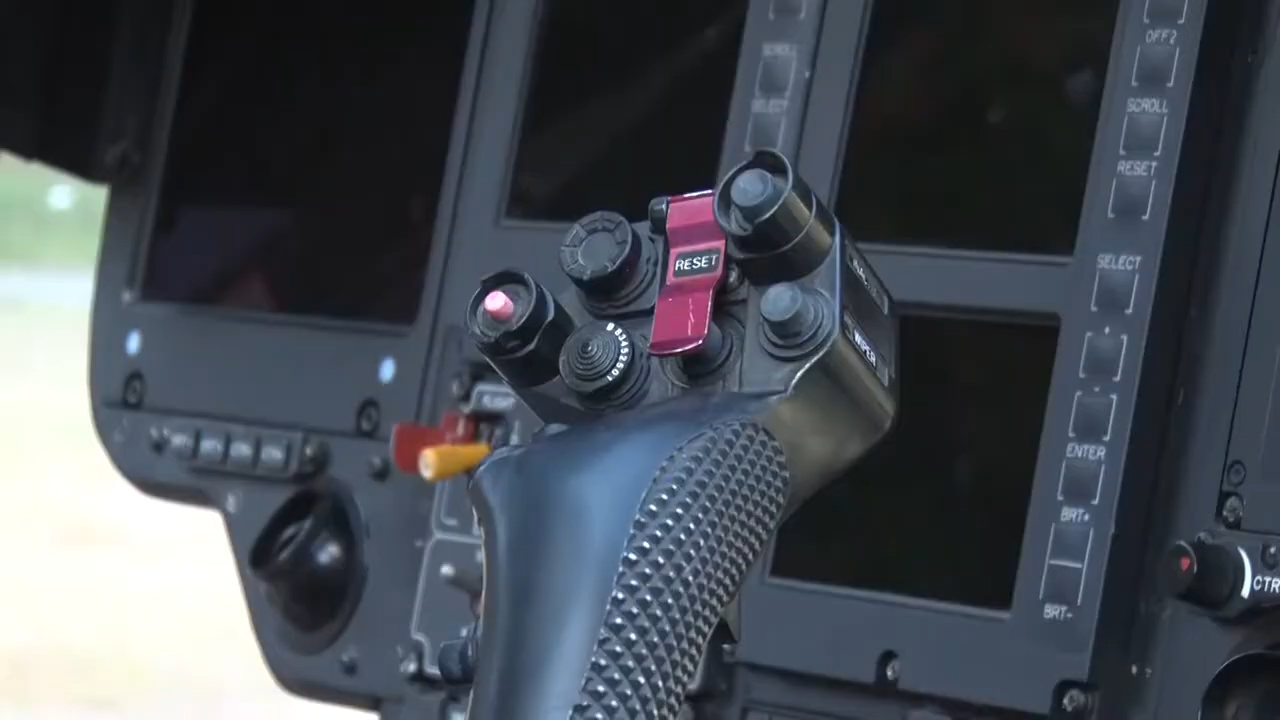 OFF2
SCROLL
SCROLL
SELECT
RESET
RESET
SELECT
WIPER
ENTER
BRT+
BRT-
CTR